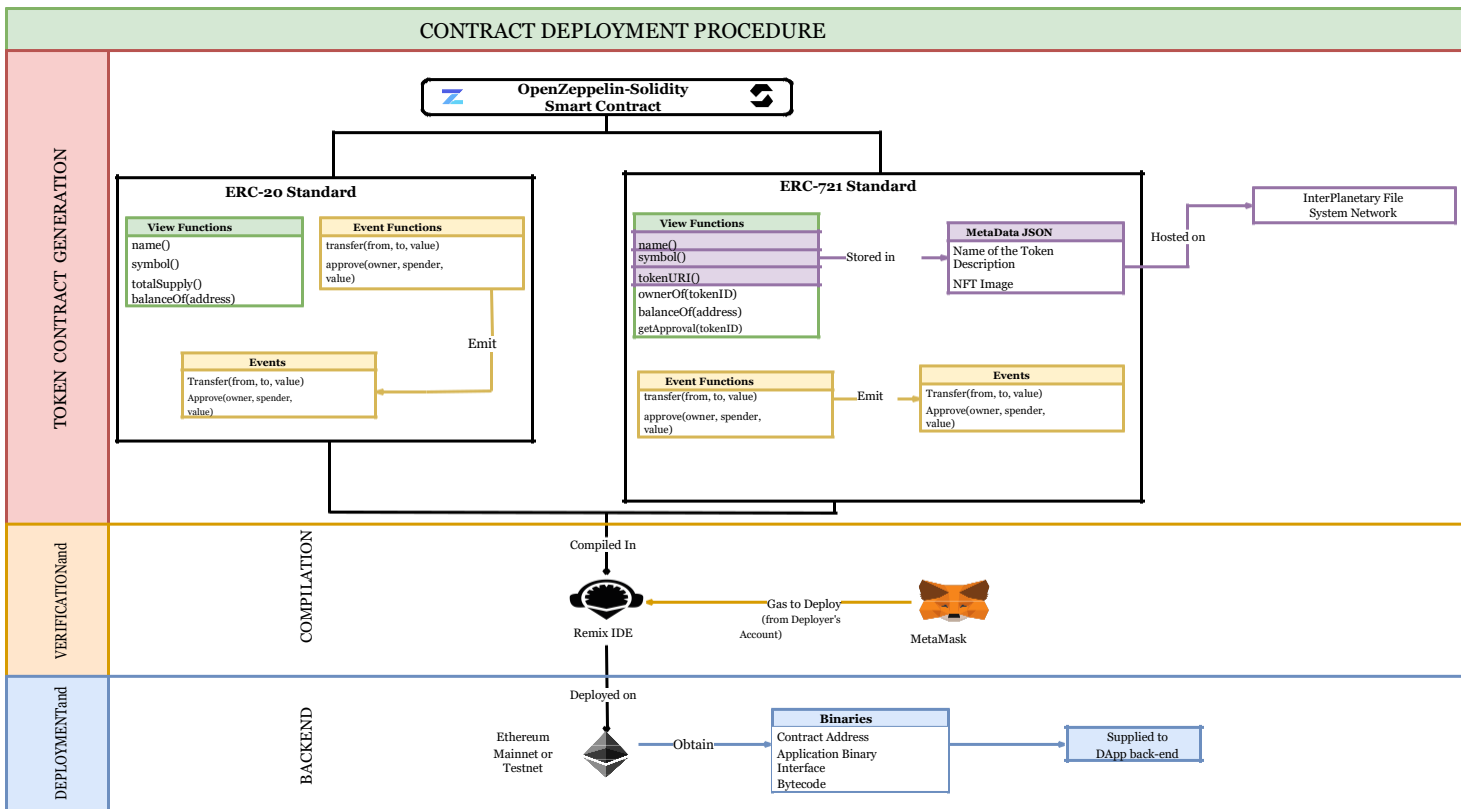 CONTRACT DEPLOYMENT PROCEDURE
TOKEN CONTRACT GENERATION
OpenZeppelin-Solidity
Smart Contract
ERC-20 Standard
View Functions
name()
symbol()
totalSupply()
balanceOf(address)
Event Functions
transfer(from, to, value)
approve(owner, spender,
value)
Emit
Events
Transfer(from, to, value)
Approve(owner, spender,
value)
ERC-721 Standard
View Functions
name()
symbol()
tokenURI()
ownerOf(tokenID)
balanceOf(address)
getApproval(tokenID)
Stored in
MetaData JSON
Name of the Token
Description
NFT Image
Hosted on
InterPlanetary File
System Network
Event Functions
transfer(from, to, value)
approve(owner, spender,
value)
Emit
Events
Transfer(from, to, value)
Approve(owner, spender,
value)
VERIFICATIONand
COMPILATION
Compiled In
Remix IDE
Gas to Deploy
(from Deployer's
Account)
MetaMask
DEPLOYMENTand
BACKEND
Deployed on
Ethereum
Mainnet or
Testnet
Obtain
Binaries
Contract Address
Application Binary
Interface
Bytecode
Supplied to
DApp back-end